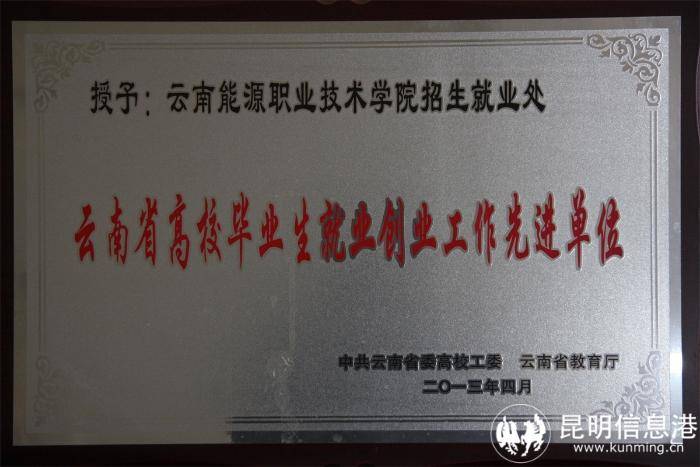 授予：云南能源职业技术学院招生就业处
云南省高校毕业生就业创业工作先进单位
中共云南省委高校工委 云南省教育厅
二〇一三年四月
昆明信息港
www.kunming.cn